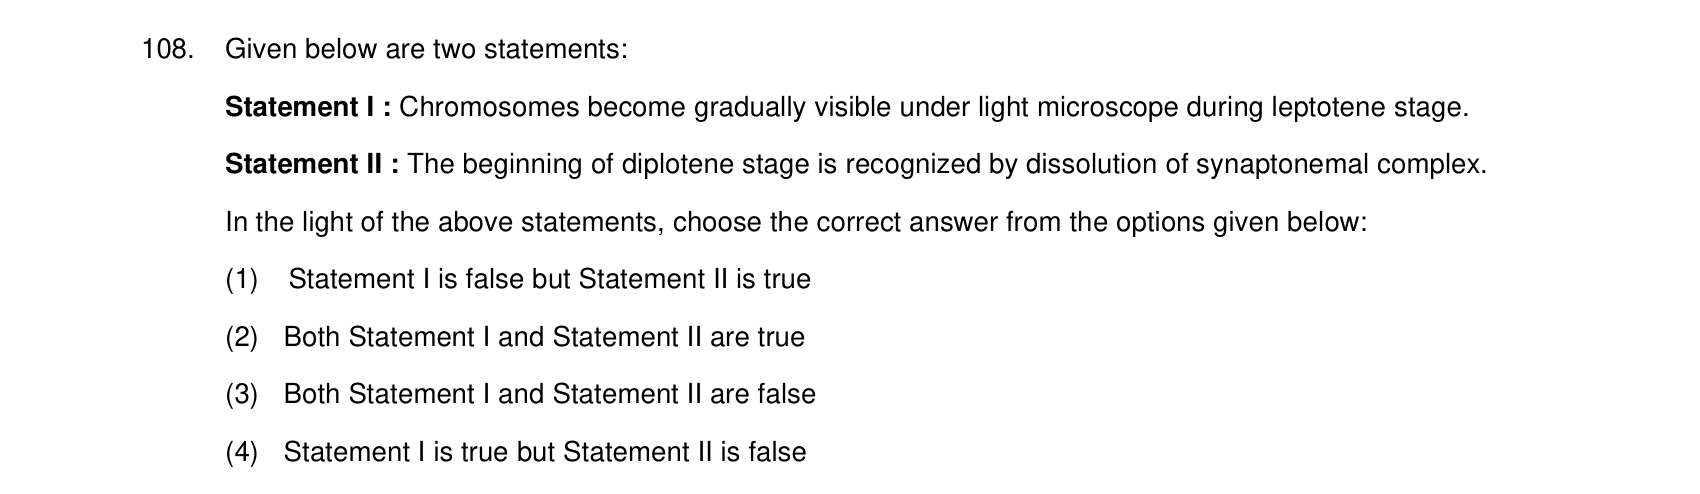 108. Given below are two statements:
Statement I : Chromosomes become gradually visible under light microscope during leptotene stage.
Statement II : The beginning of diplotene stage is recognized by dissolution of synaptonemal complex.
In the light of the above statements, choose the correct answer from the options given below:
(1) Statement I is false but Statement II is true
(2) Both Statement I and Statement II are true
(3) Both Statement I and Statement II are false
(4) Statement I is true but Statement II is false